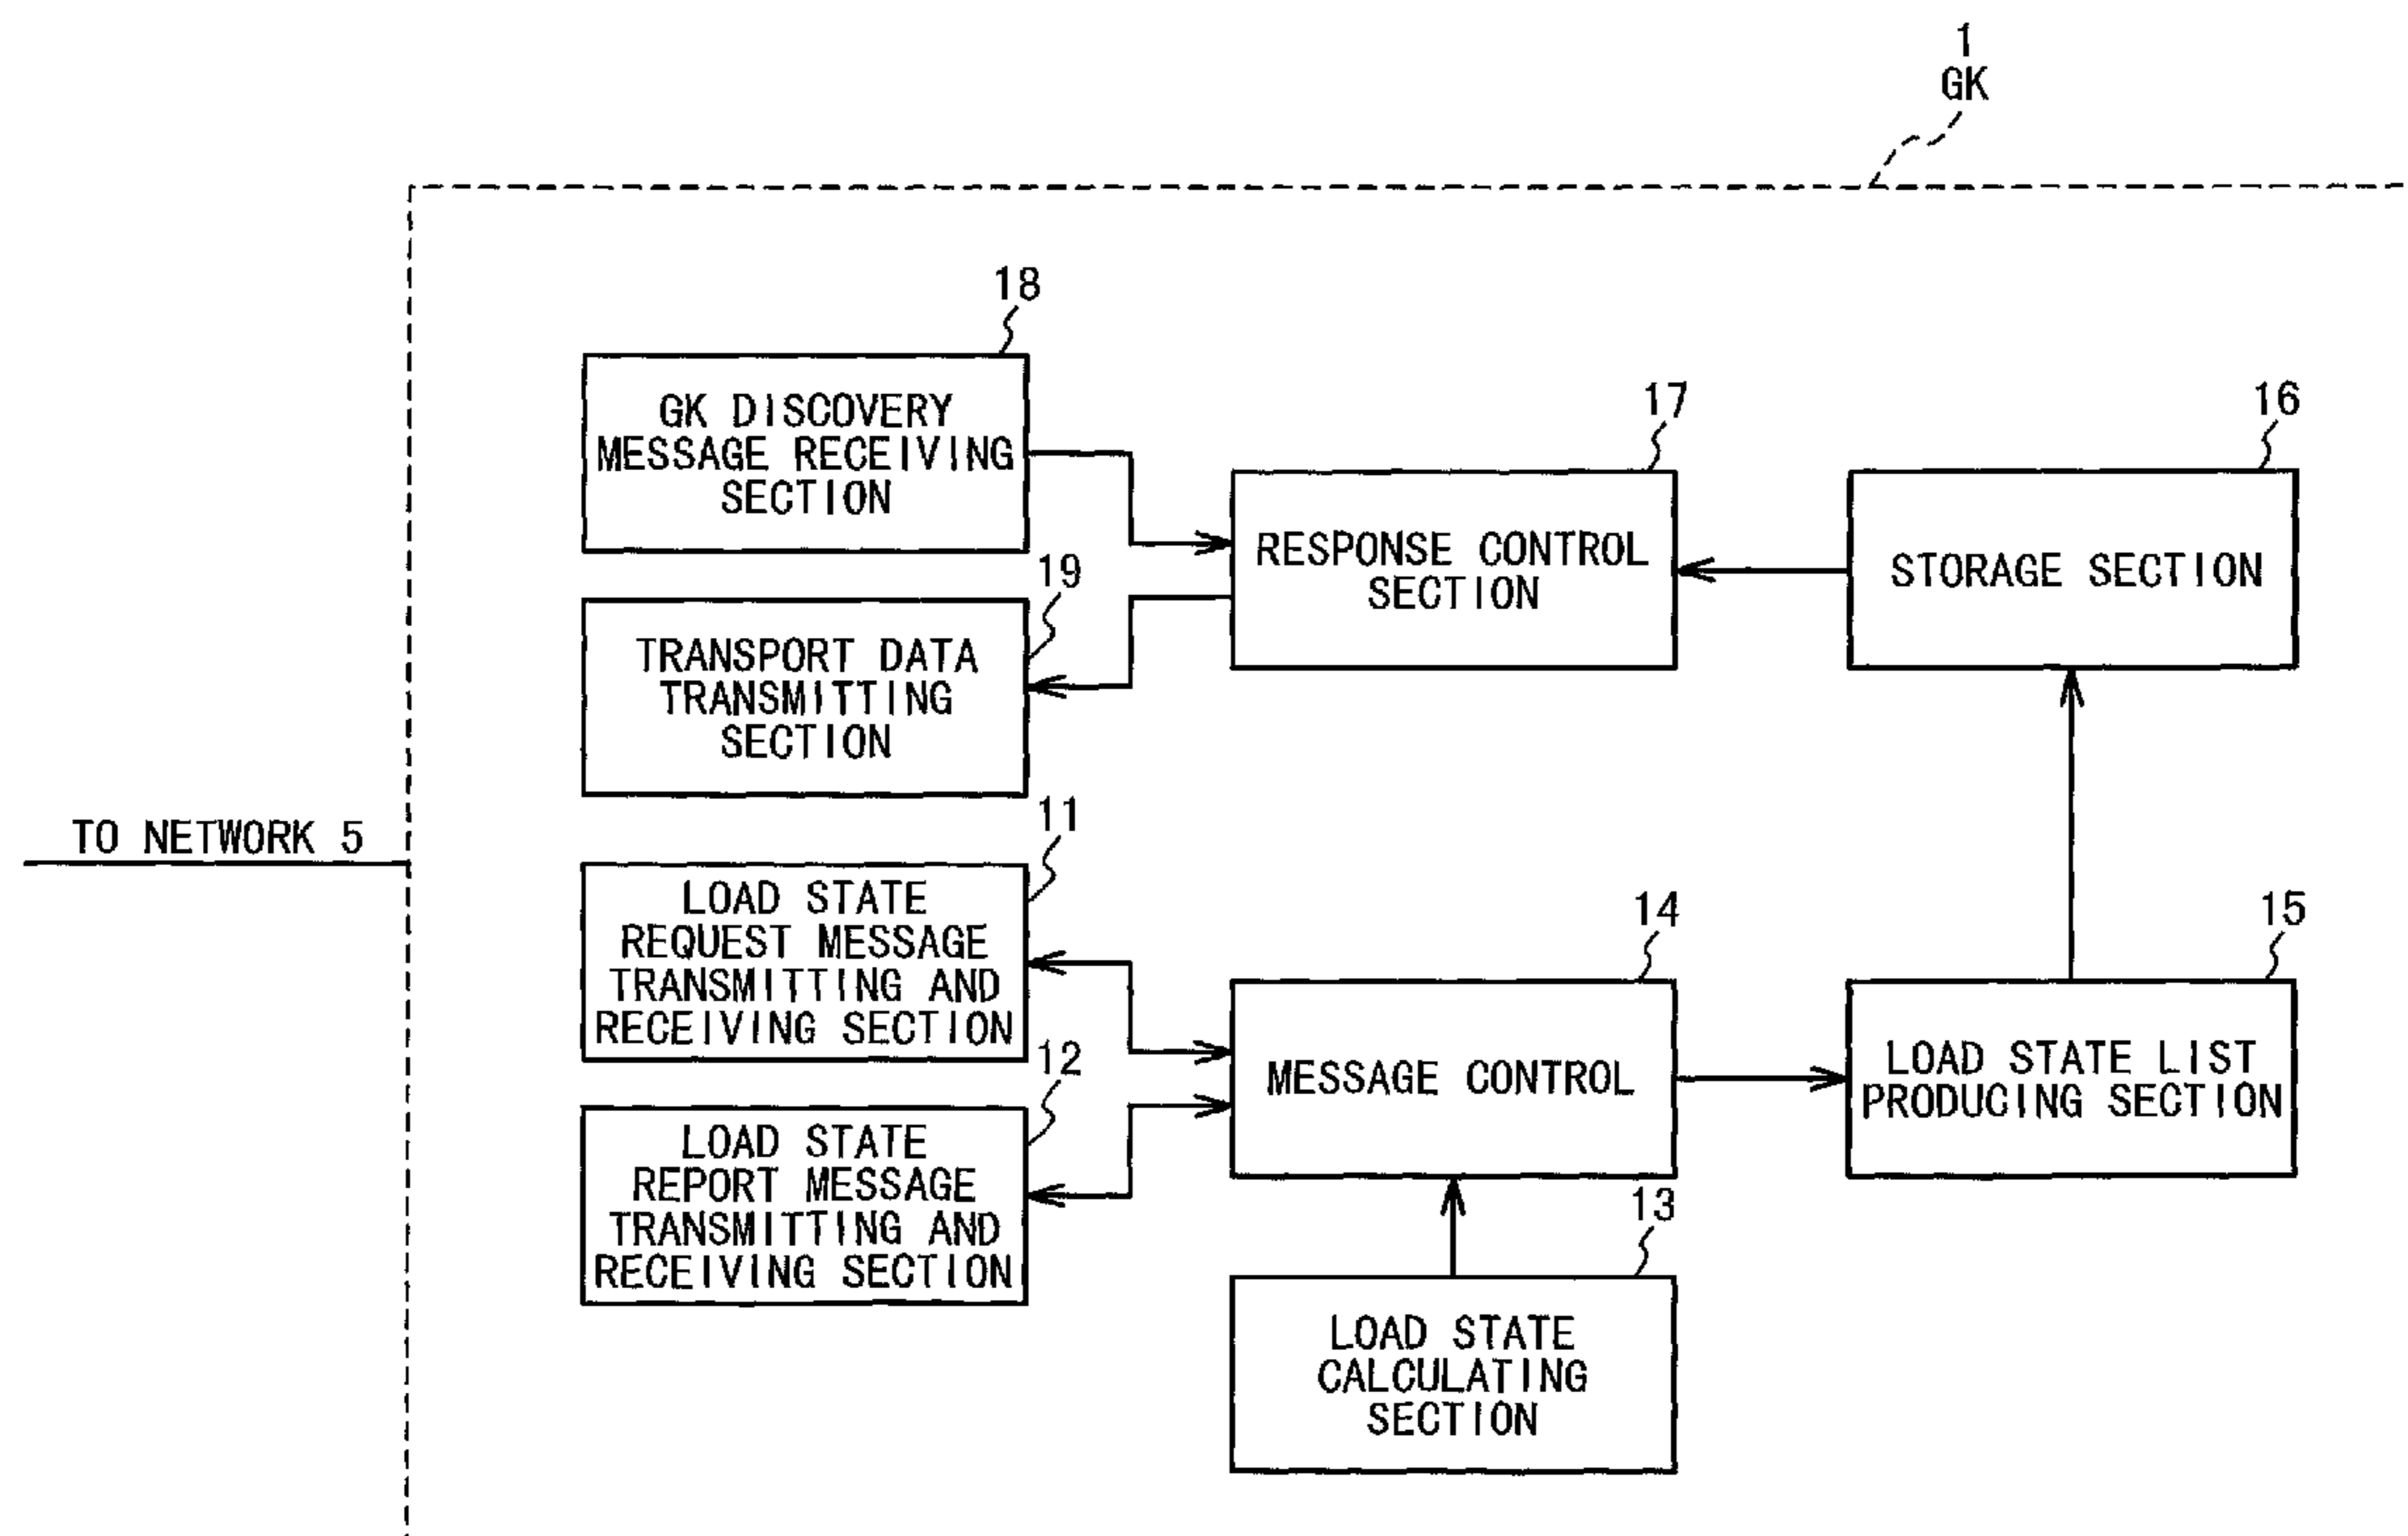 1
GK
18
GK DISCOVERY
MESSAGE RECEIVING
SECTION
17
RESPONSE CONTROL
SECTION
16
STORAGE SECTION
19
TRANSPORT DATA
TRANSMITTING
SECTION
TO NETWORK 5
11
LOAD STATE
REQUEST MESSAGE
TRANSMITTING AND
RECEIVING SECTION
14
MESSAGE CONTROL
15
LOAD STATE LIST
PRODUCING SECTION
12
LOAD STATE
REPORT MESSAGE
TRANSMITTING AND
RECEIVING SECTION
13
LOAD STATE
CALCULATING
SECTION